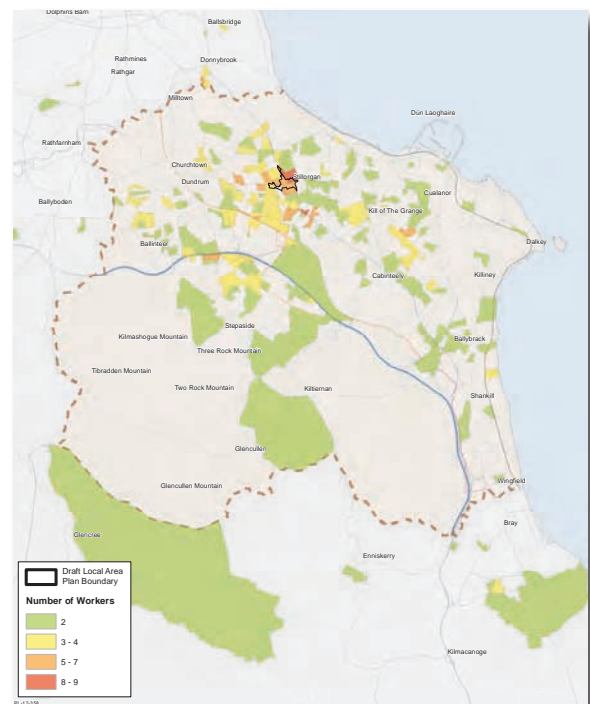 Dolphins Barn
Ballsbridge
Rathmines
Donnybrook
Rathgar
Milltown
Dún Laoghaire
Rathfarnham
Churchtown
Stillorgan
Dundrum
Cualanor
Ballyboden
Kill of The Grange
Ballinteer
Dalkey
Cabinteely
Killiney
Stepaside
Kilmashogue Mountain
Ballybrack
Three Rock Mountain
Tibradden Mountain
Two Rock Mountain
Kiltiernan
Shankill
Glencullen
Glencullen Mountain
Wingfield
Bray
Glencree
Enniskerry
Kilmacanoge
Draft Local Area
Plan Boundary
Number of Workers
2
3 - 4
5 - 7
8 - 9